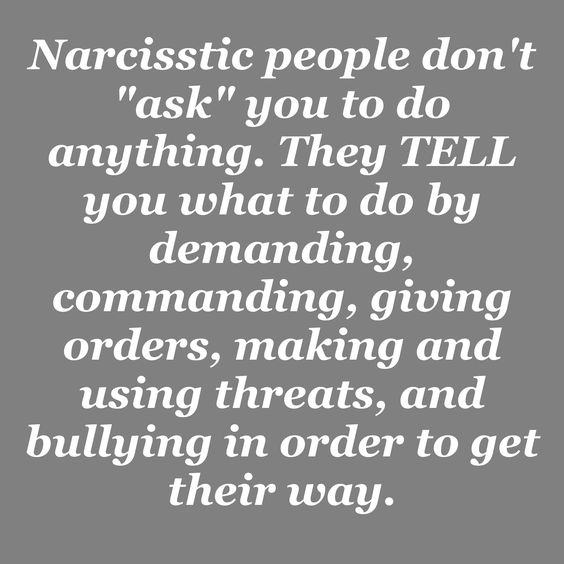 Narcisstic people don't
"ask" you to do
anything. They TELL
you what to do by
demanding,
commanding, giving
orders, making and
using threats, and
bullying in order to get
their way.